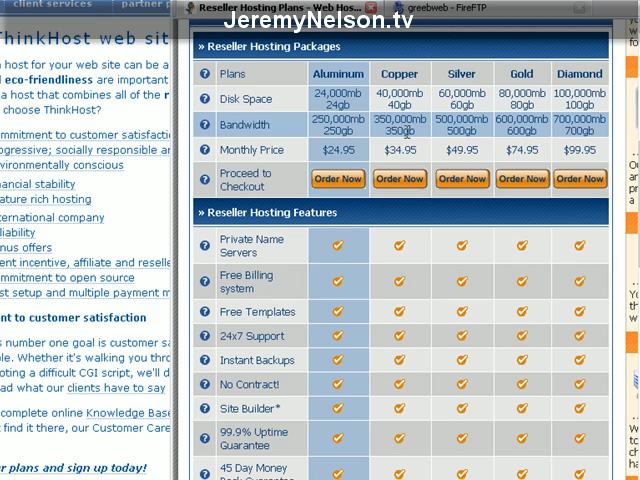 client services
partner p
Reseller Hosting Plans - Web Hos...
greebweb - FireFTP
JeremyNelson.tv
ThinkHost web sit
a host for your web site can be a
d eco-friendliness are important
a host that combines all of the r
choose ThinkHost?
mmitment to customer satisfactio
ogressive; socially responsible an
vironmentally conscious
nancial stability
ature rich hosting
ternational company
liability
nus offers
ent incentive, affiliate and reselle
mmitment to open source
st setup and multiple payment m
nt to customer satisfaction
s number one goal is customer sa
ple. Whether it's walking you thro
oting a difficult CGI script, we'll d
ad what our clients have to say
complete online Knowledge Base
t find it there, our Customer Care
r plans and sign up today!
» Reseller Hosting Packages
? Plans Aluminum Copper Silver Gold Diamond
? Disk Space 24,000mb 40,000mb 60,000mb 80,000mb 100,000mb
24gb 40gb 60gb 80gb 100gb
? Bandwidth 250,000mb 350,000mb 500,000mb 600,000mb 700,000mb
250gb 350gb 500gb 600gb 700gb
? Monthly Price $24.95 $34.95 $49.95 $74.95 $99.95
? Proceed to
Checkout
Order Now Order Now Order Now Order Now Order Now
» Reseller Hosting Features
? Private Name
Servers
? Free Billing
system
? Free Templates
? 24x7 Support
? Instant Backups
? No Contract!
? Site Builder*
? 99.9% Uptime
Guarantee
? 45 Day Money